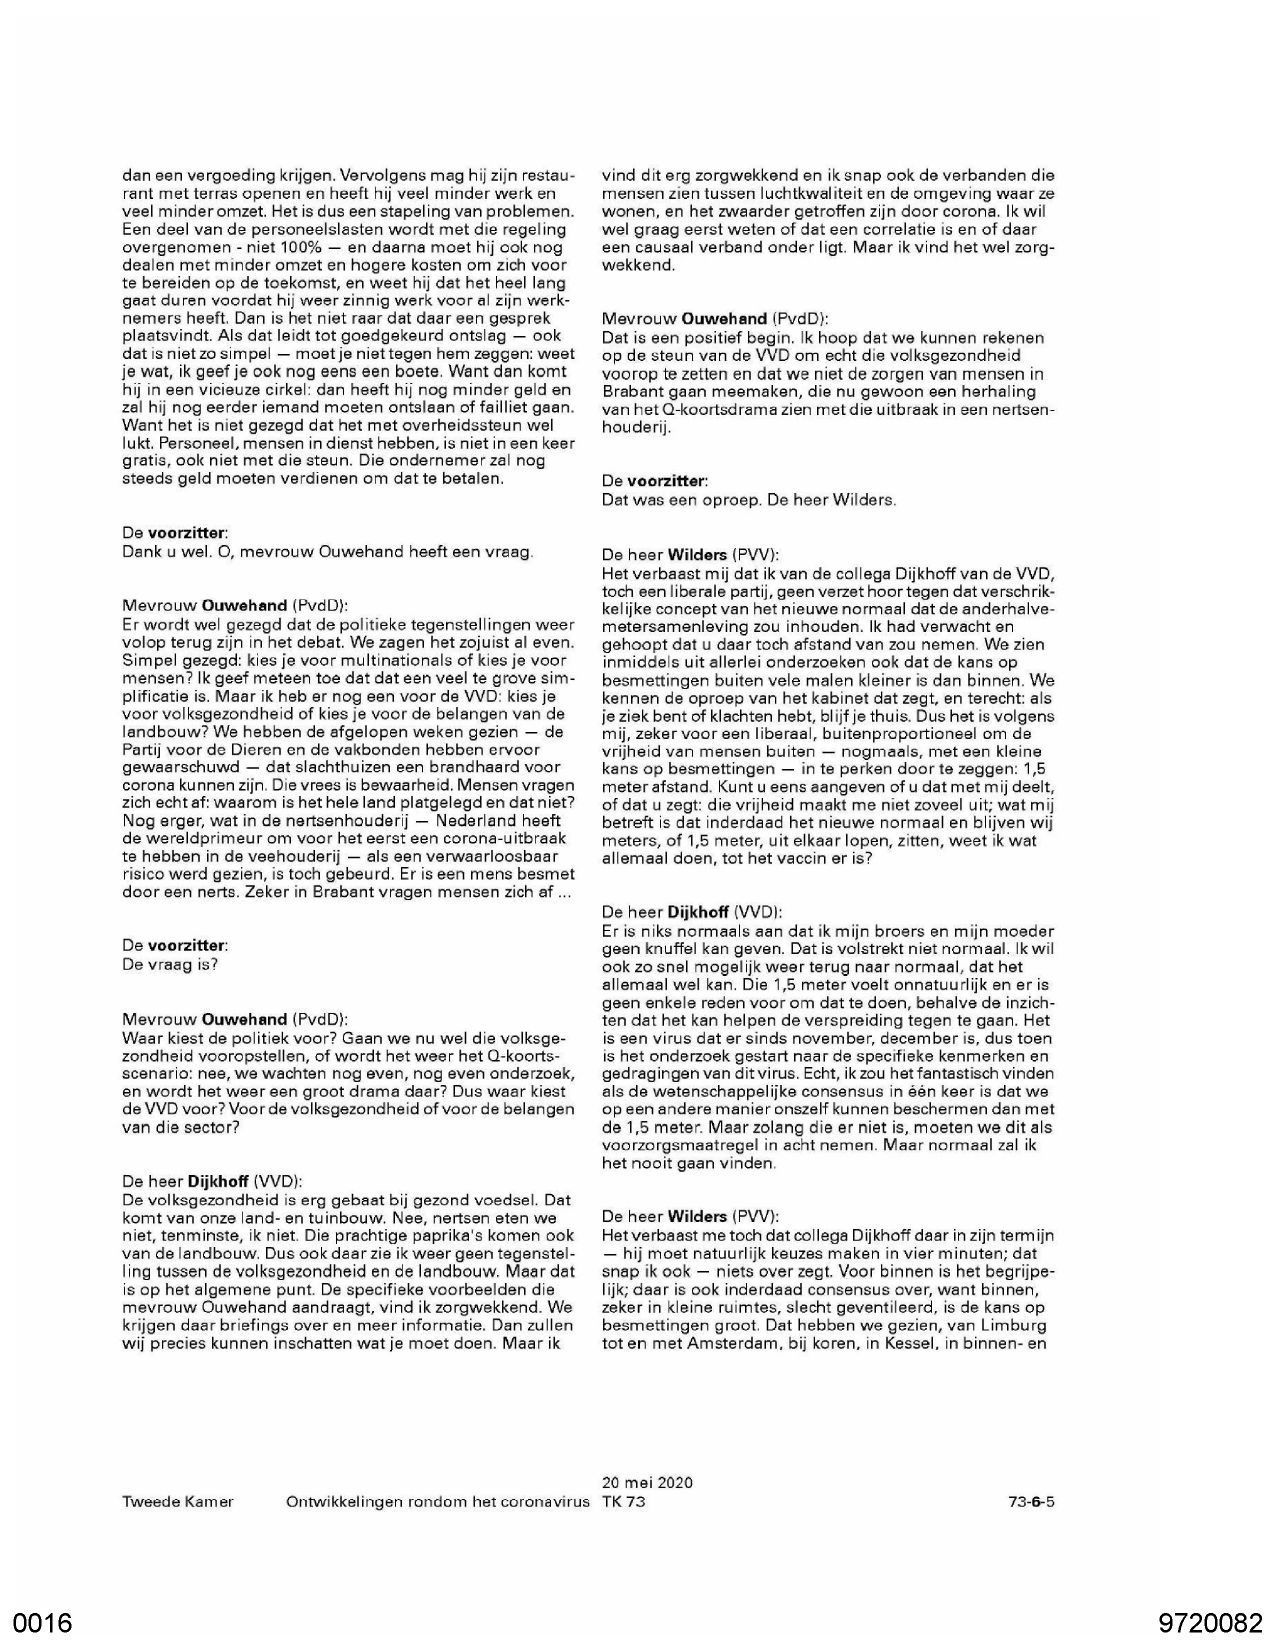 dan een vergoeding krijgen. Vervolgens mag hij zijn restau-
rant met terras openen en heeft hij veel minder werk en
veel minder omzet. Het is dus een stapeling van problemen.
Een deel van de personeelslasten wordt met die regeling
overgenomen - niet 100% — en daarna moet hij ook nog
dealen met minder omzet en hogere kosten om zich voor
te bereiden op de toekomst, en weet hij dat het heel lang
gaat duren voordat hij weer zinnig werk voor al zijn werk-
nemers heeft. Dan is het niet raar dat daar een gesprek
plaatsvindt. Als dat leidt tot goedgekeurd ontslag — ook
dat is niet zo simpel — moet je niet tegen hem zeggen: weet
je wat, ik geef je ook nog eens een boete. Want dan komt
hij in een vicieuze cirkel: dan heeft hij nog minder geld en
zal hij nog eerder iemand moeten ontslaan of failliet gaan.
Want het is niet gezegd dat het met overheidssteun wel
lukt. Personeel, mensen in dienst hebben, is niet in een keer
gratis, ook niet met die steun. Die ondernemer zal nog
steeds geld moeten verdienen om dat te betalen.
De voorzitter:
Dank u wel. O, mevrouw Ouwehand heeft een vraag.
Mevrouw Ouwehand (PvdD):
Er wordt wel gezegd dat de politieke tegenstellingen weer
volop terug zijn in het debat. We zagen het zojuist al even.
Simpel gezegd: kies je voor multinationals of kies je voor
mensen? Ik geef meteen toe dat dat een veel te grove sim-
plificatie is. Maar ik heb er nog een voor de VVD: kies je
voor volksgezondheid of kies je voor de belangen van de
landbouw? We hebben de afgelopen weken gezien — de
Partij voor de Dieren en de vakbonden hebben ervoor
gewaarschuwd — dat slachthuizen een brandhaard voor
corona kunnen zijn. Die vrees is bewaarheid. Mensen vragen
zich echt af: waarom is het hele land platgelegd en dat niet?
Nog erger, wat in de nertsenhouderij — Nederland heeft
de wereldprimeur om voor het eerst een corona-uitbraak
te hebben in de veehouderij — als een verwaarloosbaar
risico werd gezien, is toch gebeurd. Er is een mens besmet
door een nerts. Zeker in Brabant vragen mensen zich af ...
De voorzitter:
De vraag is?
Mevrouw Ouwehand (PvdD):
Waar kiest de politiek voor? Gaan we nu wel die volksge-
zondheid vooropstellen, of wordt het weer het Q-koorts-
scenario: nee, we wachten nog even, nog even onderzoek,
en wordt het weer een groot drama daar? Dus waar kiest
de VVD voor? Voor de volksgezondheid of voor de belangen
van die sector?
De heer Dijkhoff (VVD):
De volksgezondheid is erg gebaat bij gezond voedsel. Dat
komt van onze land- en tuinbouw. Nee, nertsen eten we
niet, tenminste, ik niet. Die prachtige paprika's komen ook
van de landbouw. Dus ook daar zie ik weer geen tegenstel-
ling tussen de volksgezondheid en de landbouw. Maar dat
is op het algemene punt. De specifieke voorbeelden die
mevrouw Ouwehand aandraagt, vind ik zorgwekkend. We
krijgen daar briefings over en meer informatie. Dan zullen
wij precies kunnen inschatten wat je moet doen. Maar ik
vind dit erg zorgwekkend en ik snap ook de verbanden die
mensen zien tussen luchtkwaliteit en de omgeving waar ze
wonen, en het zwaarder getroffen zijn door corona. Ik wil
wel graag eerst weten of dat een correlatie is en of daar
een causaal verband onder ligt. Maar ik vind het wel zorg-
wekkend.
Mevrouw Ouwehand (PvdD):
Dat is een positief begin. Ik hoop dat we kunnen rekenen
op de steun van de VVD om echt die volksgezondheid
voorop te zetten en dat we niet de zorgen van mensen in
Brabant gaan meemaken, die nu gewoon een herhaling
van het Q-koortsdrama zien met die uitbraak in een nertsen-
houderij.
De voorzitter:
Dat was een oproep. De heer Wilders.
De heer Wilders (PVV):
Het verbaast mij dat ik van de collega Dijkhoff van de VVD,
toch een liberale partij, geen verzet hoor tegen dat verschrik-
kelijke concept van het nieuwe normaal dat de anderhalve-
metersamenleving zou inhouden. Ik had verwacht en
gehoopt dat u daar toch afstand van zou nemen. We zien
inmiddels uit allerlei onderzoeken ook dat de kans op
besmettingen buiten vele malen kleiner is dan binnen. We
kennen de oproep van het kabinet dat zegt, en terecht: als
je ziek bent of klachten hebt, blijf je thuis. Dus het is volgens
mij, zeker voor een liberaal, buitenproportioneel om de
vrijheid van mensen buiten — nogmaals, met een kleine
kans op besmettingen — in te perken door te zeggen: 1,5
meter afstand. Kunt u eens aangeven of u dat met mij deelt,
of dat u zegt: die vrijheid maakt me niet zoveel uit; wat mij
betreft is dat inderdaad het nieuwe normaal en blijven wij
meters, of 1,5 meter, uit elkaar lopen, zitten, weet ik wat
allemaal doen, tot het vaccin er is?
De heer Dijkhoff (VVD):
Er is niks normaals aan dat ik mijn broers en mijn moeder
geen knuffel kan geven. Dat is volstrekt niet normaal. Ik wil
ook zo snel mogelijk weer terug naar normaal, dat het
allemaal wel kan. Die 1,5 meter voelt onnatuurlijk en er is
geen enkele reden voor om dat te doen, behalve de inzich-
ten dat het kan helpen de verspreiding tegen te gaan. Het
is een virus dat er sinds november, december is, dus toen
is het onderzoek gestart naar de specifieke kenmerken en
gedragingen van dit virus. Echt, ik zou het fantastisch vinden
als de wetenschappelijke consensus in één keer is dat we
op een andere manier onszelf kunnen beschermen dan met
de 1,5 meter. Maar zolang die er niet is, moeten we dit als
voorzorgsmaatregel in acht nemen. Maar normaal zal ik
het nooit gaan vinden.
De heer Wilders (PVV):
Het verbaast me toch dat collega Dijkhoff daar in zijn termijn
— hij moet natuurlijk keuzes maken in vier minuten; dat
snap ik ook — niets over zegt. Voor binnen is het begrijpe-
lijk; daar is ook inderdaad consensus over, want binnen,
zeker in kleine ruimtes, slecht geventileerd, is de kans op
besmettingen groot. Dat hebben we gezien, van Limburg
tot en met Amsterdam, bij koren, in Kessel, in binnen- en
20 mei 2020
Tweede Kamer Ontwikkelingen rondom het coronavirus TK 73 73-6-5
0016 9720082